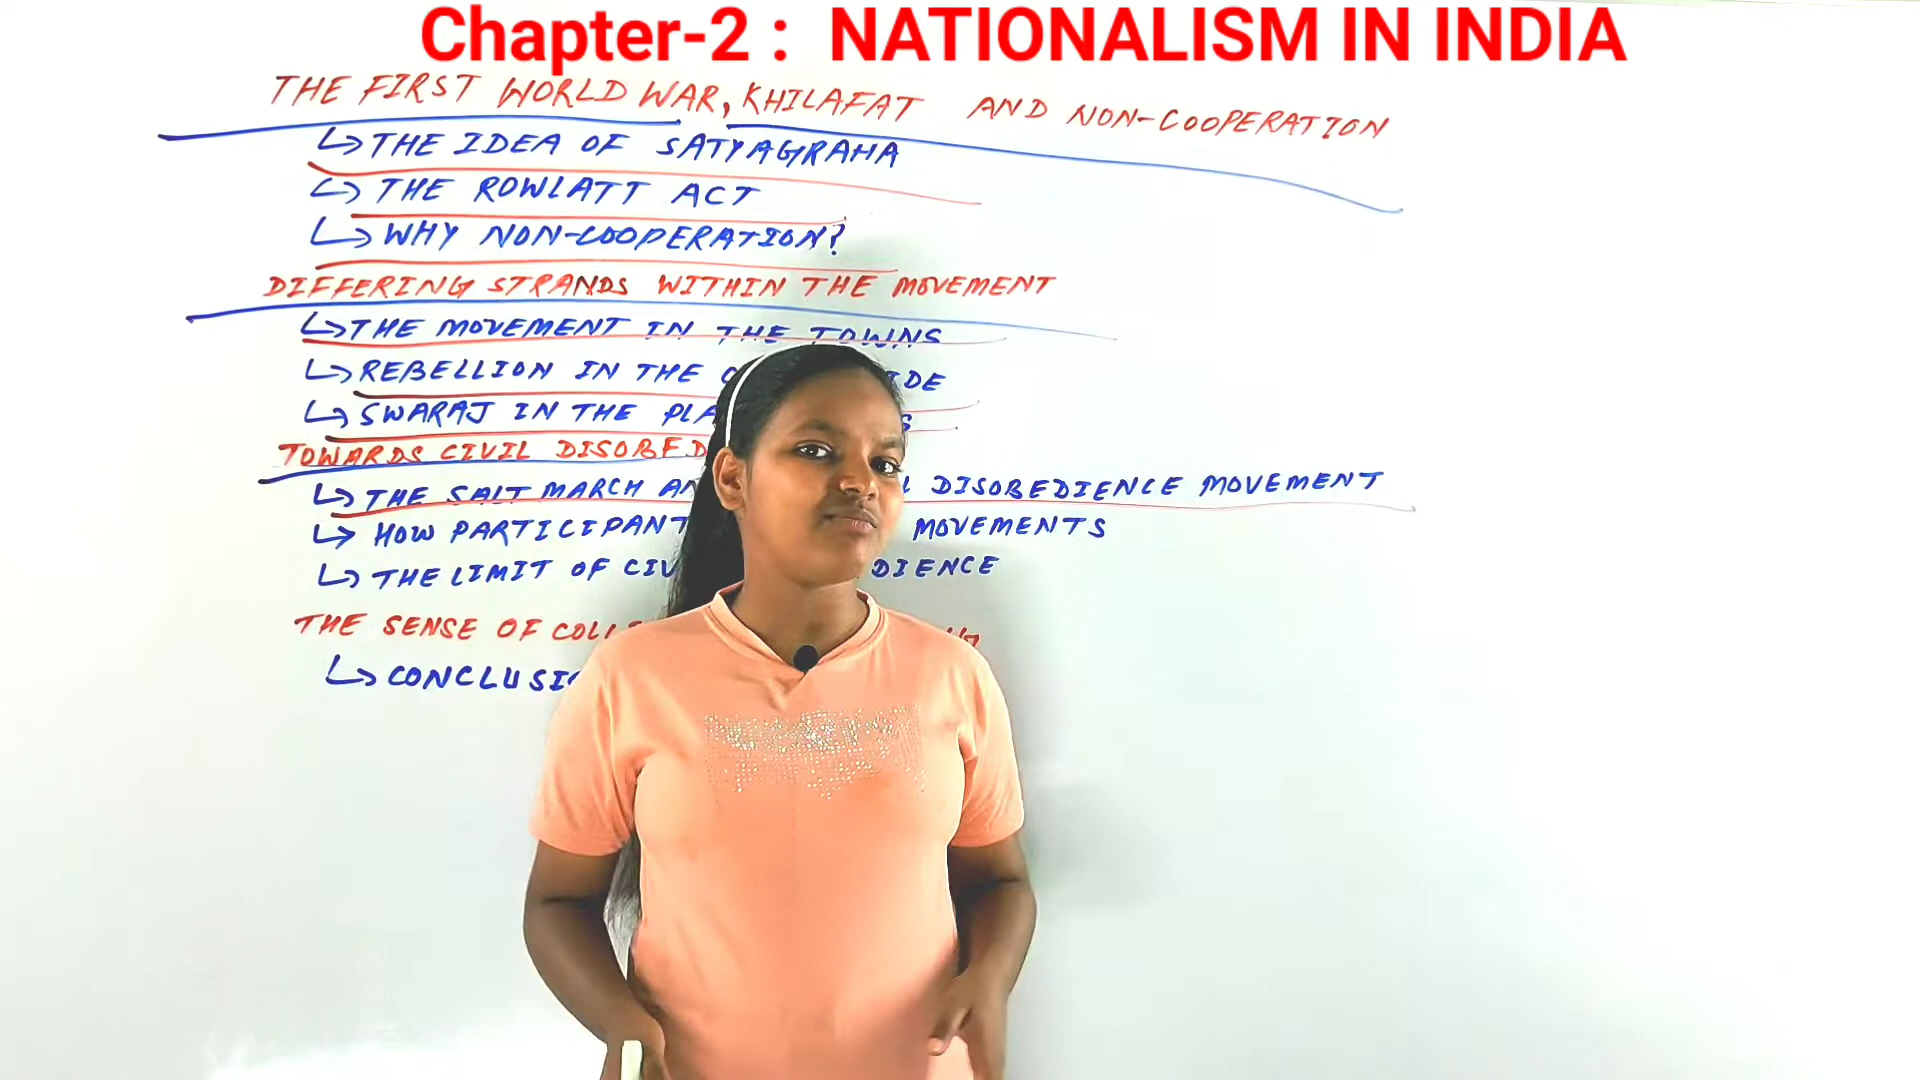 Chapter-2 : NATIONALISM IN INDIA
THE FIRST WORLD WAR, KHILAFAT AND NON-COOPERATION
↳ THE IDEA OF SATYAGRAHA
↳ THE ROWLATT ACT
↳ WHY NON-COOPERATION?
DIFFERING STRANDS WITHIN THE MOVEMENT
↳ THE MOVEMENT IN THE TOWNS
↳ REBELLION IN THE
↳ SWARAJ IN THE
TOWARDS CIVIL
↳ THE SALT MARCH DISOBEDIENCE MOVEMENT
↳ HOW MOVEMENTS
↳ THE LIMIT OF
THE SENSE OF
↳